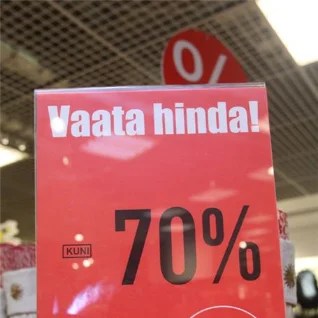 %
Vaata hinda!
KUNI 70%